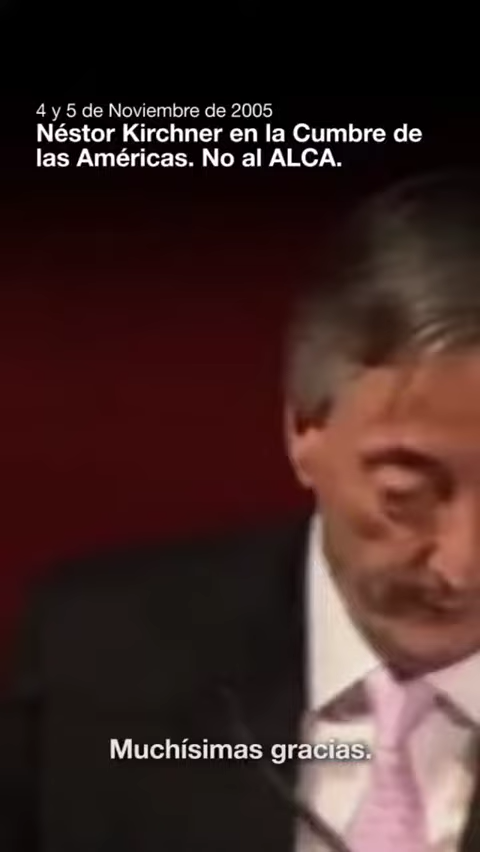 4 y 5 de Noviembre de 2005
Néstor Kirchner en la Cumbre de
las Américas. No al ALCA.
Muchísimas gracias.